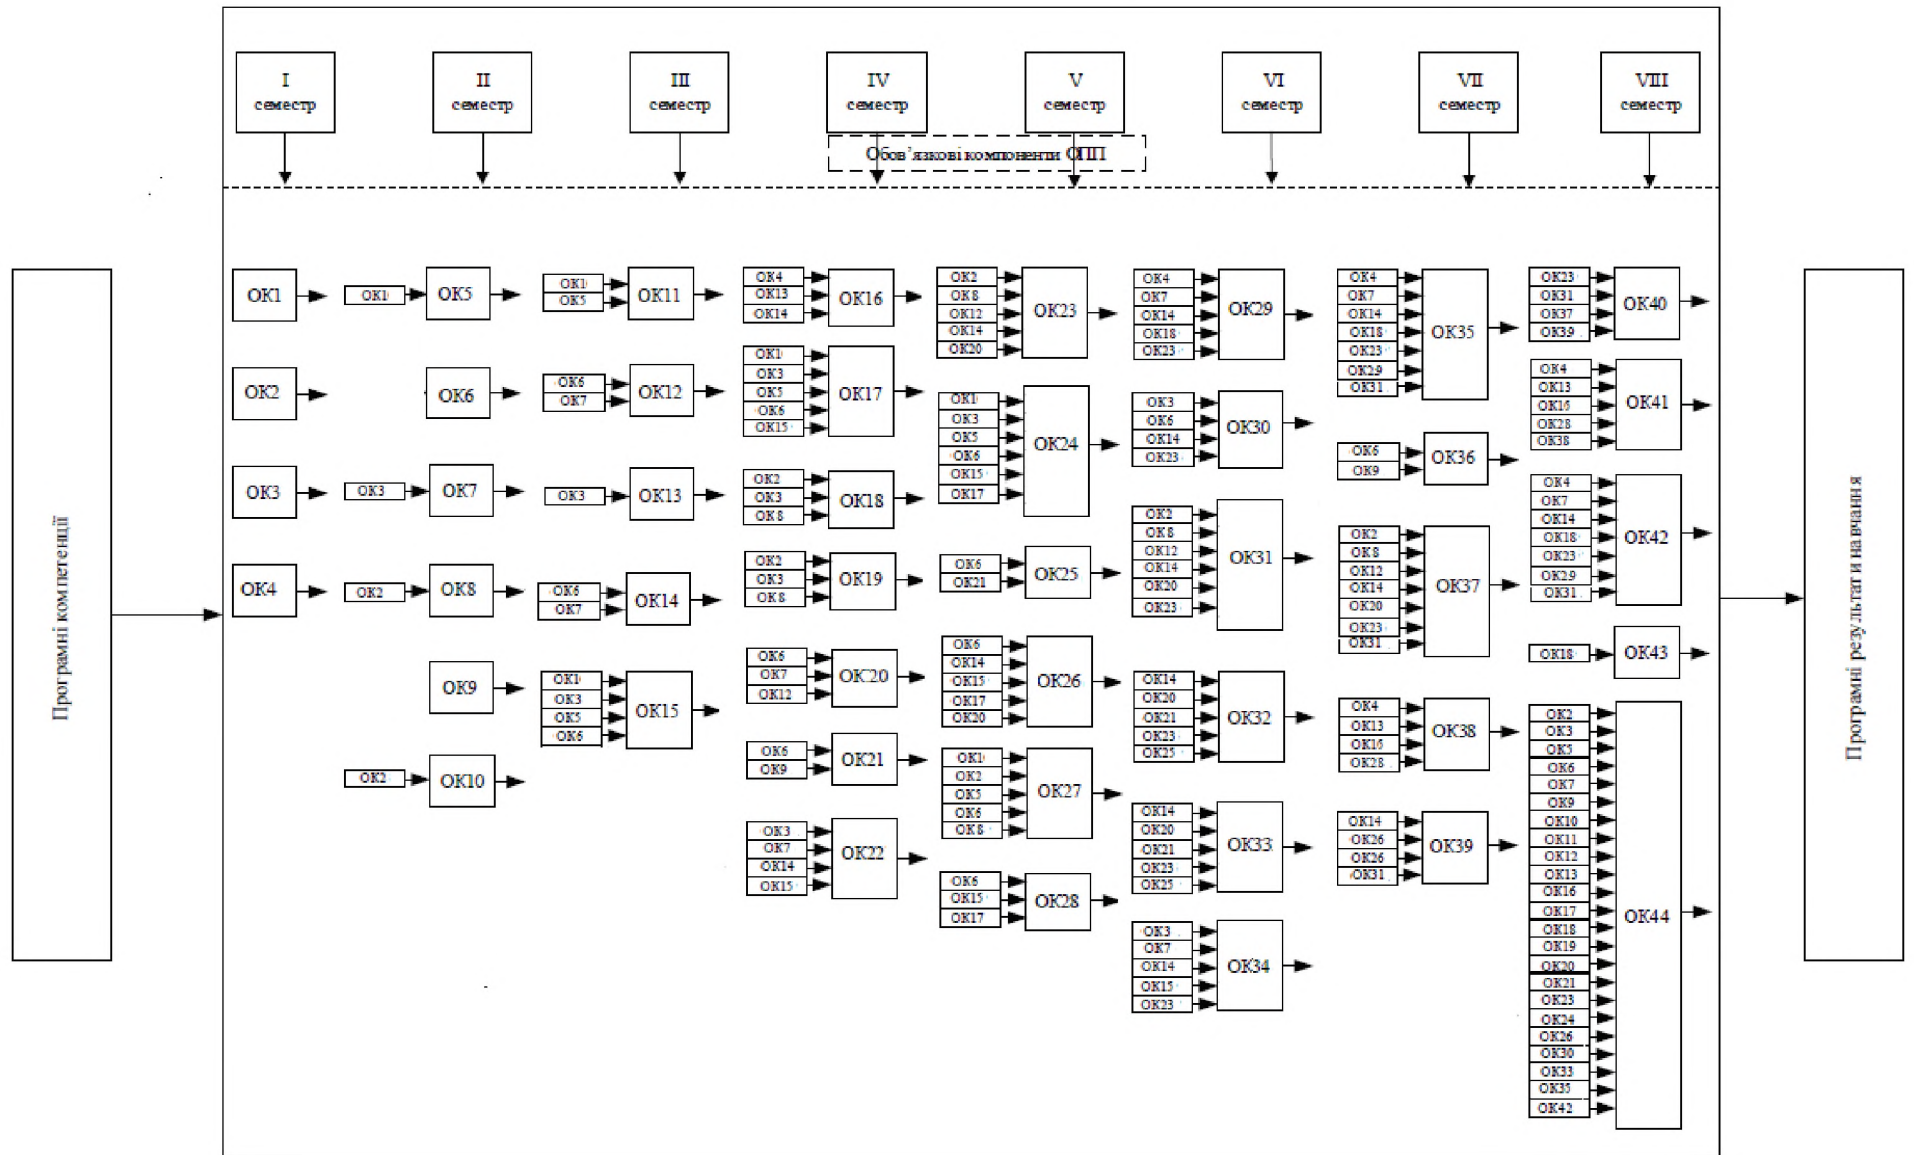 I
семестр
II
семестр
III
семестр
IV
семестр
V
семестр
VI
семестр
VII
семестр
VIII
семестр
Обов’язкові компоненти ОПП
Програмні компетенції
ОК1
ОК2
ОК3
ОК4
ОК1
ОК5
ОК6
ОК3
ОК7
ОК2
ОК8
ОК9
ОК2
ОК10
ОК1
ОК5
ОК11
ОК6
ОК7
ОК12
ОК3
ОК13
ОК6
ОК7
ОК14
ОК1
ОК3
ОК5
ОК6
ОК15
ОК4
ОК13
ОК14
ОК16
ОК1
ОК3
ОК5
ОК6
ОК15
ОК17
ОК2
ОК3
ОК8
ОК18
ОК2
ОК3
ОК8
ОК19
ОК6
ОК7
ОК12
ОК20
ОК6
ОК9
ОК21
ОК3
ОК7
ОК14
ОК15
ОК22
ОК2
ОК8
ОК12
ОК14
ОК20
ОК23
ОК1
ОК3
ОК5
ОК6
ОК15
ОК17
ОК24
ОК6
ОК21
ОК25
ОК6
ОК14
ОК15
ОК17
ОК20
ОК26
ОК1
ОК2
ОК5
ОК6
ОК8
ОК27
ОК6
ОК15
ОК17
ОК28
ОК4
ОК7
ОК14
ОК18
ОК23
ОК29
ОК3
ОК6
ОК14
ОК23
ОК30
ОК2
ОК8
ОК12
ОК14
ОК20
ОК23
ОК31
ОК14
ОК20
ОК21
ОК23
ОК25
ОК32
ОК14
ОК20
ОК21
ОК23
ОК25
ОК33
ОК3
ОК7
ОК14
ОК15
ОК23
ОК34
ОК4
ОК7
ОК14
ОК18
ОК23
ОК29
ОК31
ОК35
ОК6
ОК9
ОК36
ОК2
ОК8
ОК12
ОК14
ОК20
ОК23
ОК31
ОК37
ОК4
ОК13
ОК16
ОК28
ОК38
ОК14
ОК26
ОК26
ОК31
ОК39
ОК23
ОК31
ОК37
ОК39
ОК40
ОК4
ОК13
ОК16
ОК28
ОК38
ОК41
ОК4
ОК7
ОК14
ОК18
ОК23
ОК29
ОК31
ОК42
ОК18
ОК43
ОК2
ОК3
ОК5
ОК6
ОК7
ОК9
ОК10
ОК11
ОК12
ОК13
ОК16
ОК17
ОК18
ОК19
ОК20
ОК21
ОК23
ОК24
ОК26
ОК30
ОК33
ОК35
ОК42
ОК44
Програмні результати навчання